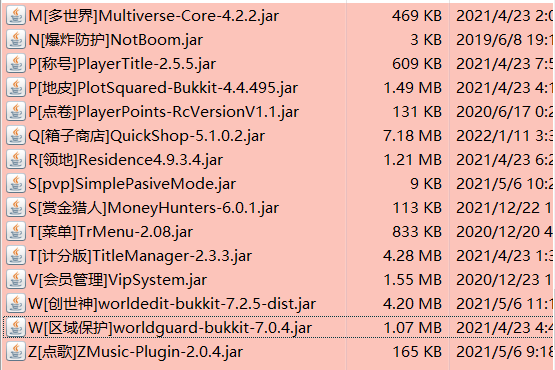 M[多世界]Multiverse-Core-4.2.2.jar 469 KB 2021/4/23 2:0
N[爆炸防护]NotBoom.jar 3 KB 2019/6/8 19:1
P[称号]PlayerTitle-2.5.5.jar 609 KB 2021/4/23 7:5
P[地皮]PlotSquared-Bukkit-4.4.495.jar 1.49 MB 2021/4/23 4:1
P[点卷]PlayerPoints-RcVersionV1.1.jar 131 KB 2020/6/17 0:2
Q[箱子商店]QuickShop-5.1.0.2.jar 7.18 MB 2022/1/11 3:3
R[领地]Residence4.9.3.4.jar 1.21 MB 2021/4/23 6:2
S[pvp]SimplePasiveMode.jar 9 KB 2021/5/6 10:2
S[赏金猎人]MoneyHunters-6.0.1.jar 113 KB 2021/12/22 1
T[菜单]TrMenu-2.08.jar 833 KB 2020/12/20 4
T[计分版]TitleManager-2.3.3.jar 4.28 MB 2021/4/23 1:3
V[会员管理]VipSystem.jar 1.55 MB 2020/12/23 1
W[创世神]worldedit-bukkit-7.2.5-dist.jar 4.20 MB 2021/5/6 11:1
W[区域保护]worldguard-bukkit-7.0.4.jar 1.07 MB 2021/4/23 4:4
Z[点歌]ZMusic-Plugin-2.0.4.jar 165 KB 2021/5/6 9:18